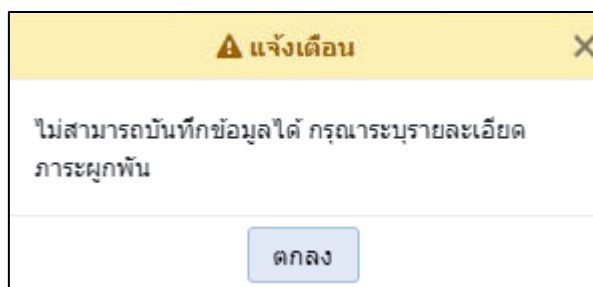 แจ้งเตือน
ไม่สามารถบันทึกข้อมูลได้ กรุณาระบุรายละเอียด
ภาระผูกพัน
ตกลง